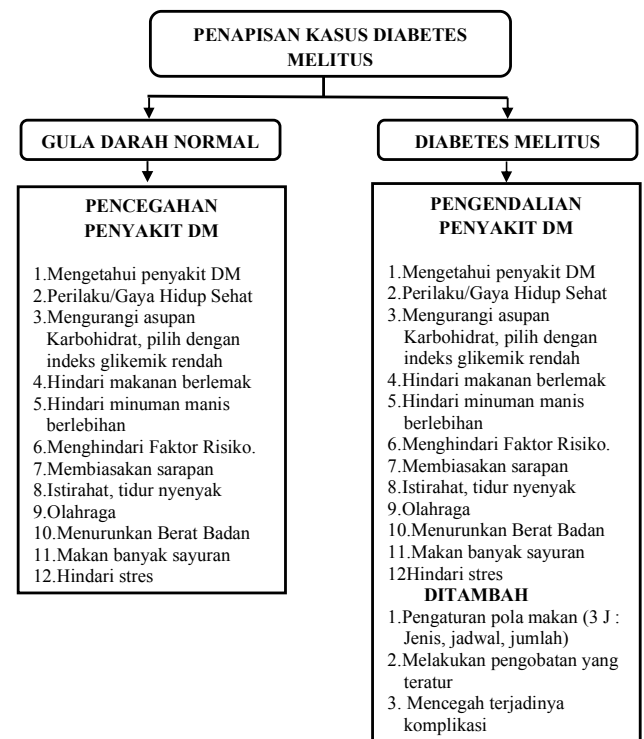 PENAPISAN KASUS DIABETES
MELITUS
GULA DARAH NORMAL
DIABETES MELITUS
PENCEGAHAN
PENYAKIT DM
1.Mengetahui penyakit DM
2.Perilaku/Gaya Hidup Sehat
3.Mengurangi asupan
Karbohidrat, pilih dengan
indeks glikemik rendah
4.Hindari makanan berlemak
5.Hindari minuman manis
berlebihan
6.Menghindari Faktor Risiko.
7.Membiasakan sarapan
8.Istirahat, tidur nyenyak
9.Olahraga
10.Menurunkan Berat Badan
11.Makan banyak sayuran
12.Hindari stres
PENGENDALIAN
PENYAKIT DM
1.Mengetahui penyakit DM
2.Perilaku/Gaya Hidup Sehat
3.Mengurangi asupan
Karbohidrat, pilih dengan
indeks glikemik rendah
4.Hindari makanan berlemak
5.Hindari minuman manis
berlebihan
6.Menghindari Faktor Risiko.
7.Membiasakan sarapan
8.Istirahat, tidur nyenyak
9.Olahraga
10.Menurunkan Berat Badan
11.Makan banyak sayuran
12Hindari stres
DITAMBAH
1.Pengaturan pola makan (3 J :
Jenis, jadwal, jumlah)
2.Melakukan pengobatan yang
teratur
3. Mencegah terjadinya
komplikasi